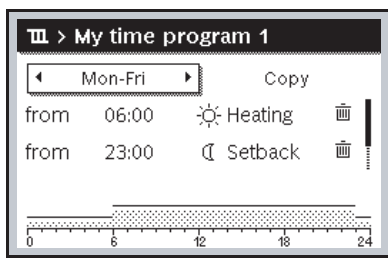 > My time program 1
Mon-Fri Copy
from 06:00 Heating
from 23:00 Setback
0 6 12 18 24